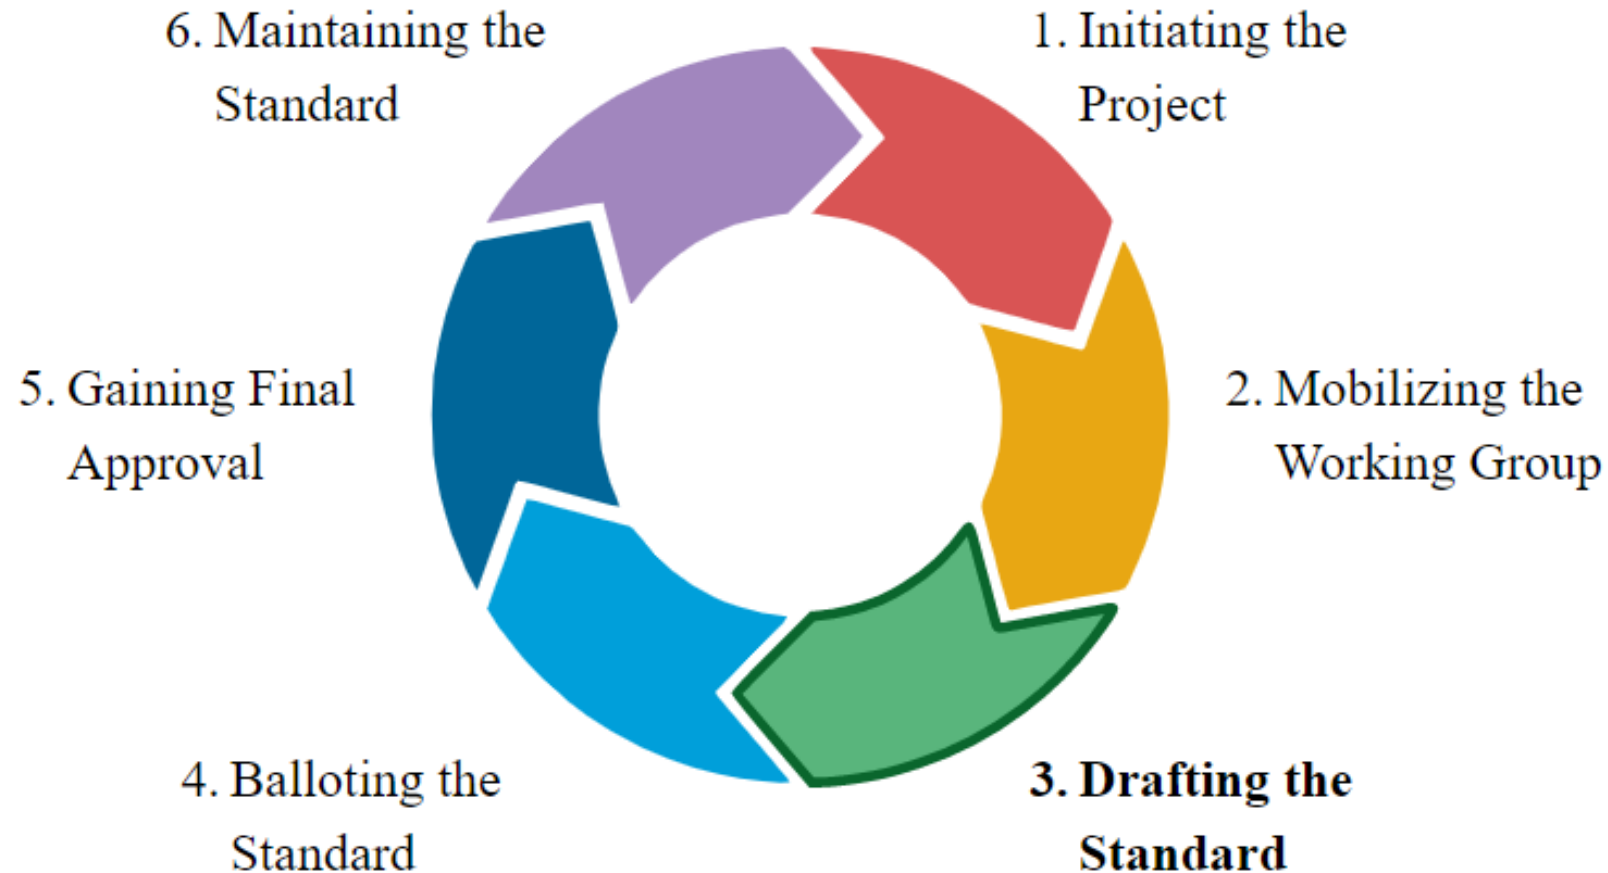 1. Initiating the
Project
2. Mobilizing the
Working Group
3. Drafting the
Standard
4. Balloting the
Standard
5. Gaining Final
Approval
6. Maintaining the
Standard